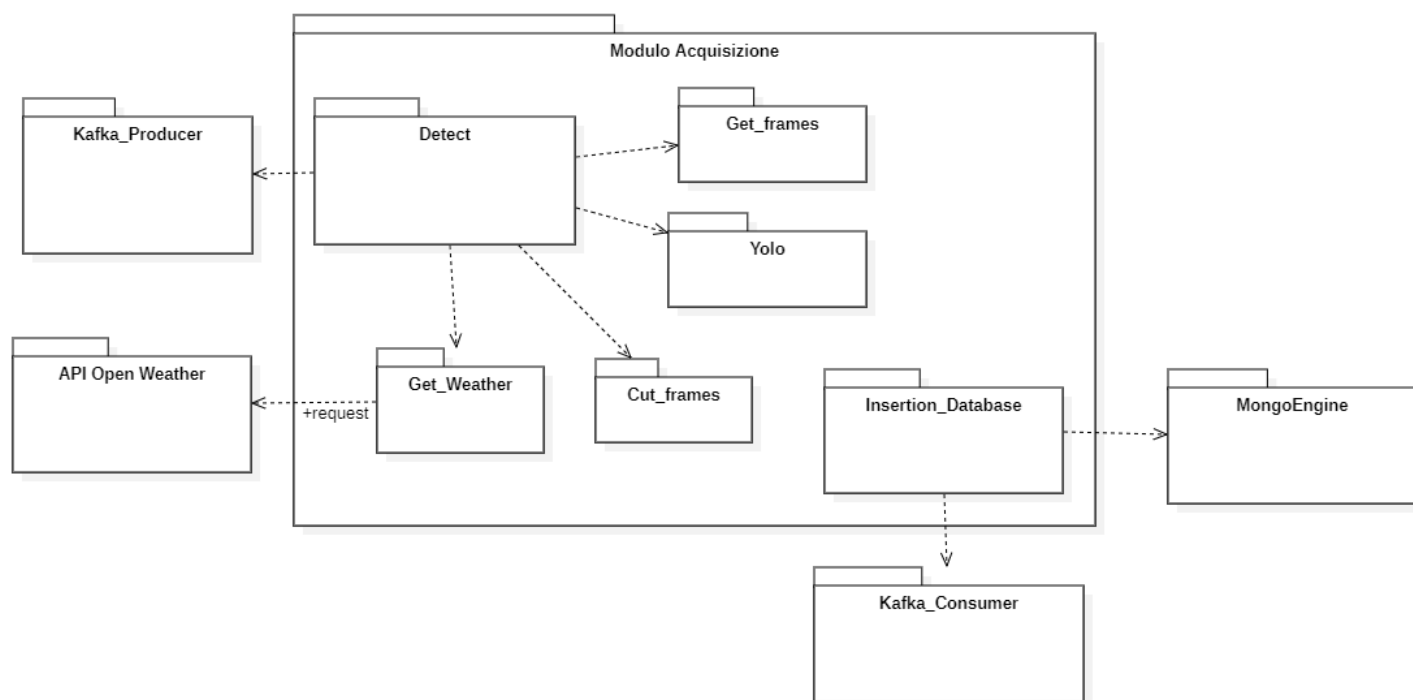 Modulo Acquisizione
Kafka_Producer
Detect
Get_frames
Yolo
API Open Weather
+request
Get_Weather
Cut_frames
Insertion_Database
MongoEngine
Kafka_Consumer